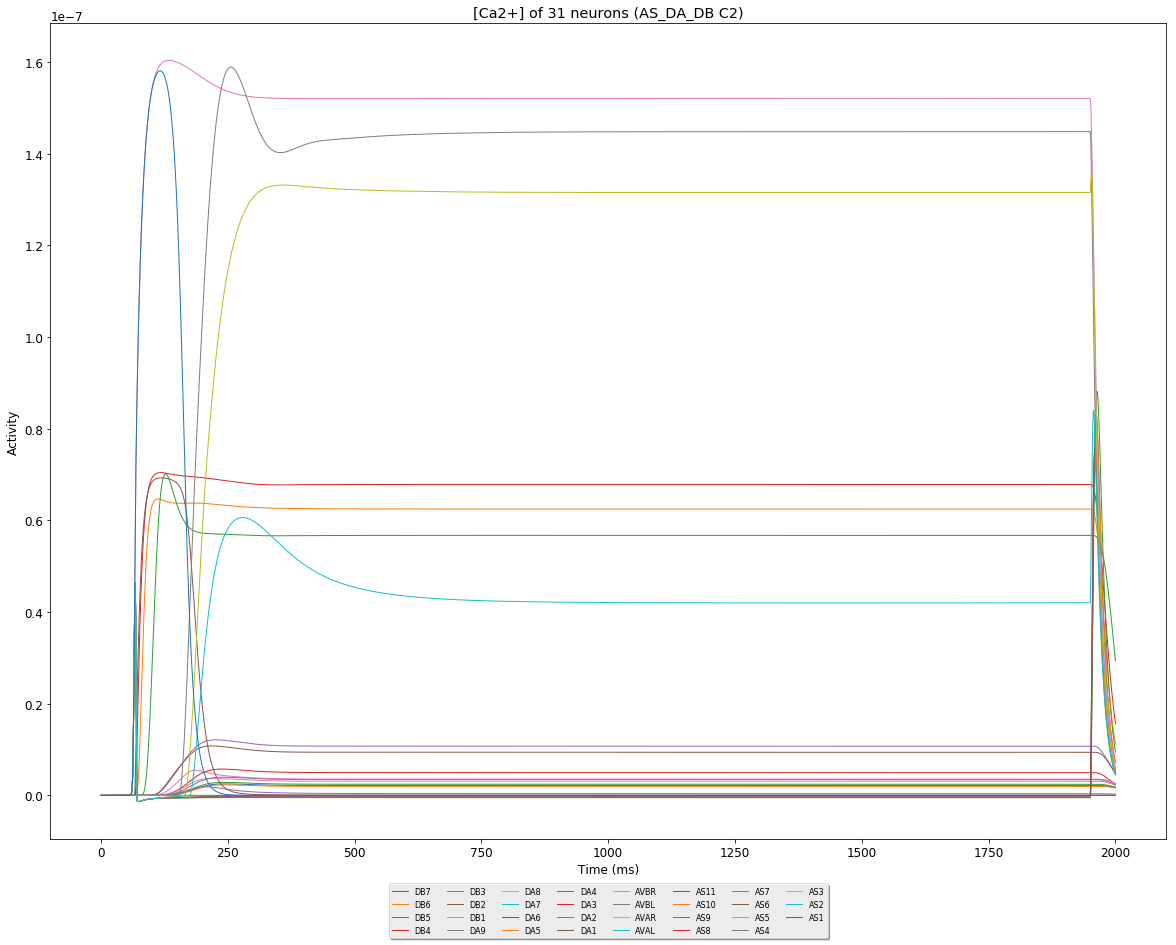 [Ca2+] of 31 neurons (AS_DA_DB C2)
1e−7
1.6
1.4
1.2
1.0
0.8
0.6
0.4
0.2
0.0
Activity
0 250 500 750 1000 1250 1500 1750 2000
Time (ms)
DB7 DB3 DA8 DA4 AVBR AS11 AS7 AS3
DB6 DB2 DA7 DA3 AVBL AS10 AS6 AS2
DB5 DB1 DA6 DA2 AVAR AS9 AS5 AS1
DB4 DA9 DA5 DA1 AVAL AS8 AS4